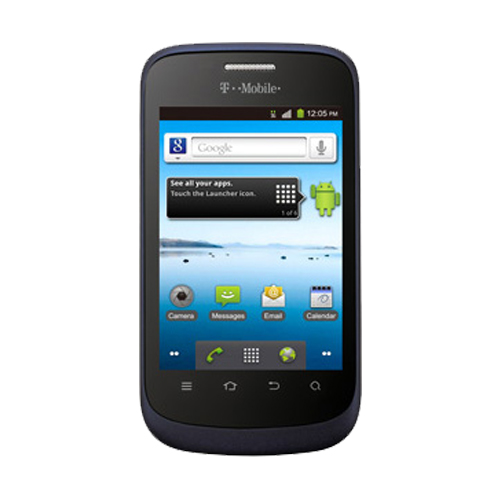 T··Mobile·
12:05 PM
8 Google
See all your apps.
Touch the Launcher icon.
1 of 6
Camera Messages Email Calendar